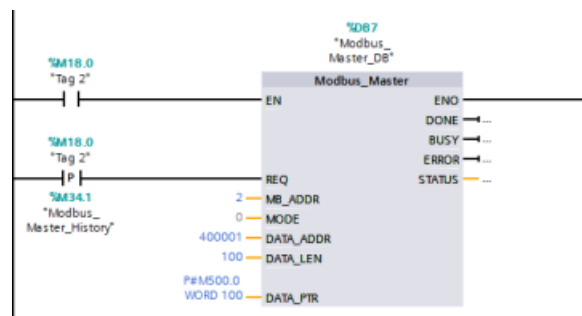 %DB7
"Modbus_
Master_DB"
%M18.0
"Tag 2"
Modbus_Master
EN
ENO
DONE
...
BUSY
...
%M18.0
"Tag 2"
ERROR
...
P
REQ
STATUS
...
%M34.1
"Modbus_
Master_History"
2
MB_ADDR
0
MODE
400001
DATA_ADDR
100
DATA_LEN
P#M500.0
WORD 100
DATA_PTR